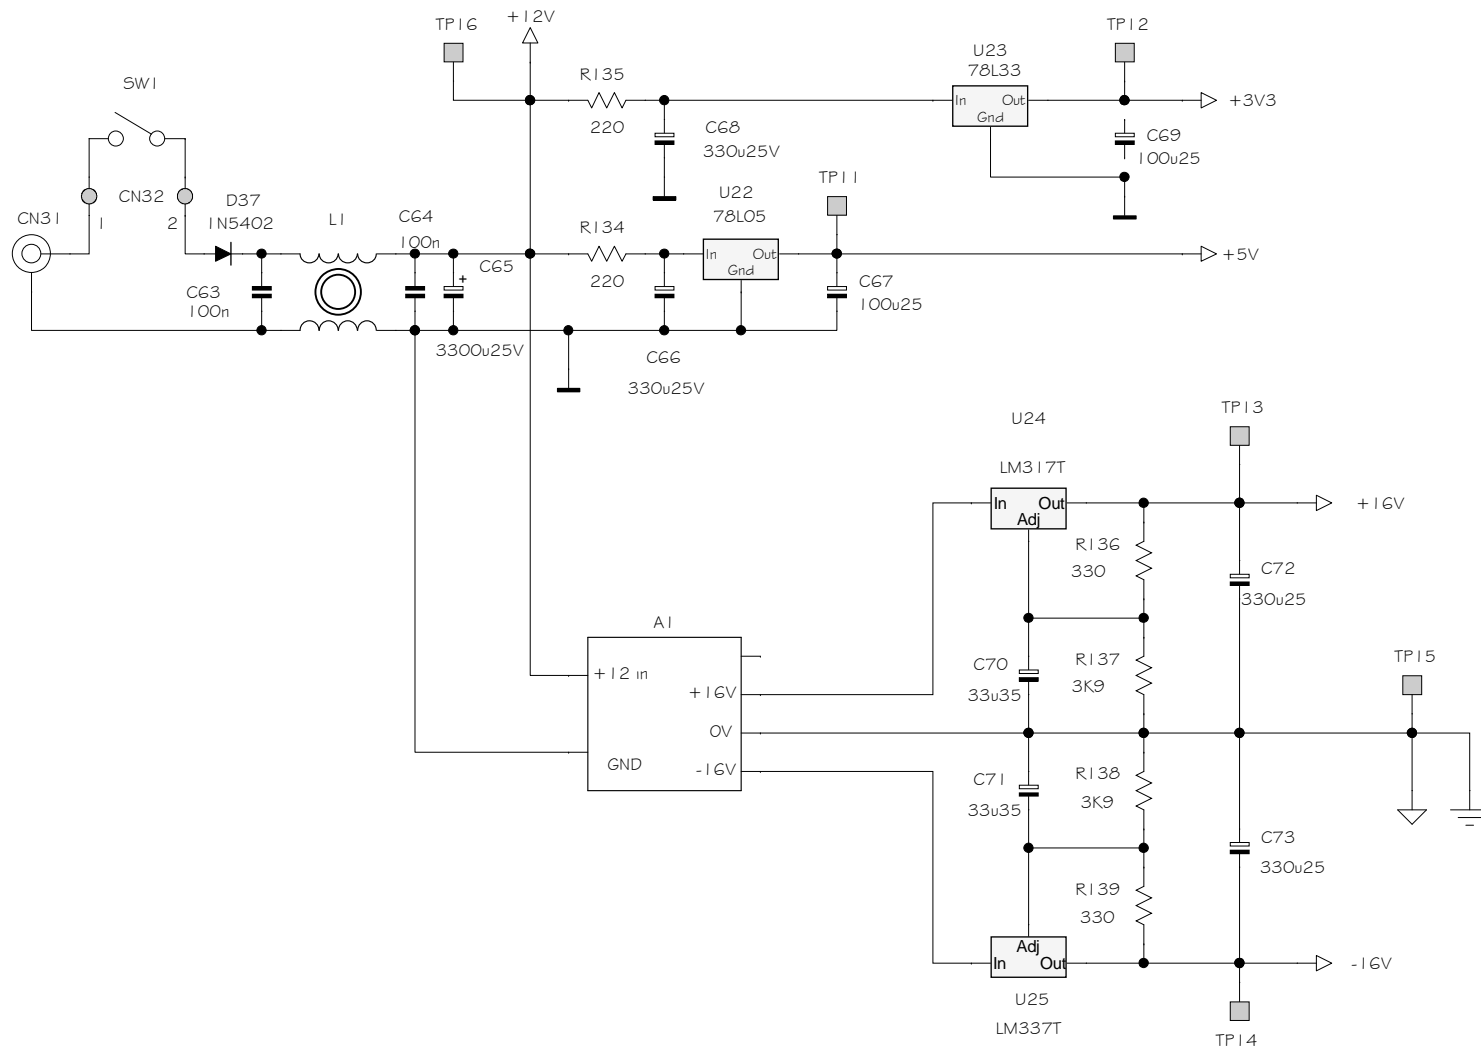 TP16
+12V
TP12
U23
78L33
R135
SW1
In
Out
Gnd
+3V3
220
C68
330u25V
C69
100u25
TP11
CN32
D37
1N5402
U22
78L05
CN31
1
2
L1
C64
100n
R134
In
Out
Gnd
+5V
C65
+
C63
100n
220
C67
100u25
3300u25V
C66
330u25V
TP13
U24
LM317T
In
Out
Adj
+16V
R136
330
C72
330u25
A1
C70
33u35
R137
3K9
TP15
+12 in
+16V
0V
GND
-16V
C71
33u35
R138
3K9
C73
330u25
R139
330
Adj
In
Out
-16V
U25
LM337T
TP14